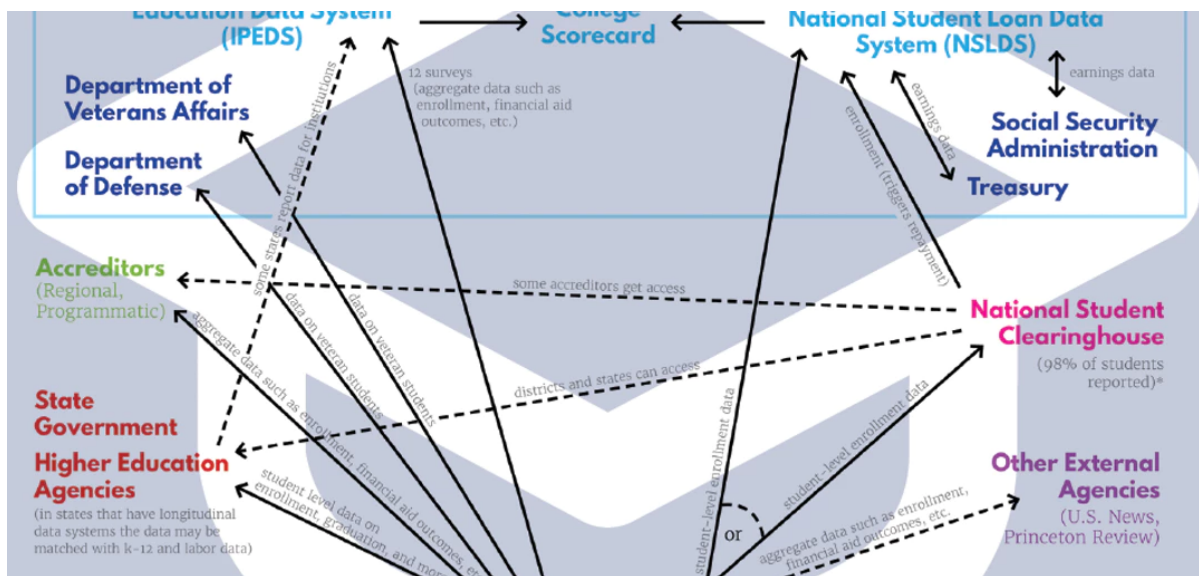 Education Data System
(IPEDS)
College
Scorecard
National Student Loan Data
System (NSLDS)
12 surveys
(aggregate data such as
enrollment, financial aid
outcomes, etc.)
earnings data
Department of
Veterans Affairs
Department
of Defense
Social Security
Administration
Treasury
earnings data
enrollment (triggers repayment)
some states report data for institutions
Accreditors
(Regional,
Programmatic)
some accreditors get access
National Student
Clearinghouse
(98% of students
reported)*
districts and states can access
data on veteran students
data on veteran students
aggregate data such as enrollment, financial aid outcomes,
State
Government
Higher Education
Agencies
(in states that have longitudinal
data systems the data may be
matched with k-12 and labor data)
student level data on
enrollment, graduation, and
student-level enrollment data
or
student-level enrollment data
aggregate data such as enrollment,
financial aid outcomes, etc.
Other External
Agencies
(U.S. News,
Princeton Review)